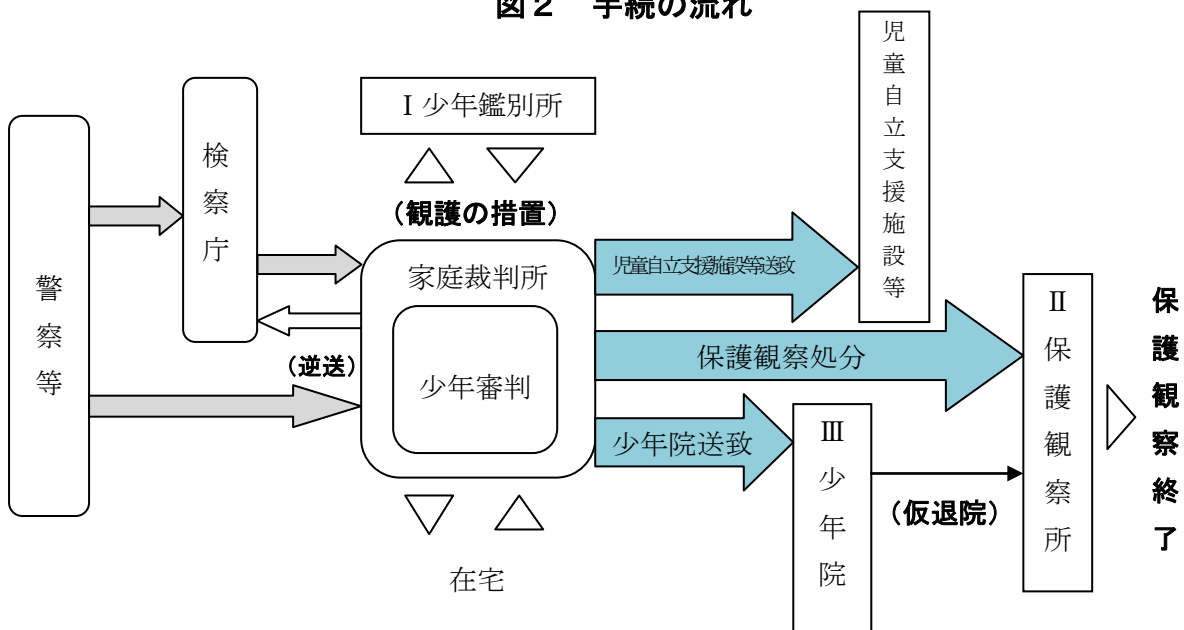 図２　手続の流れ
警察等
検察庁
Ⅰ少年鑑別所
（観護の措置）
家庭裁判所
少年審判
（逆送）
在宅
児童自立支援施設等送致
保護観察処分
少年院送致
児童自立支援施設等
Ⅲ少年院
（仮退院）
Ⅱ保護観察所
保護観察終了